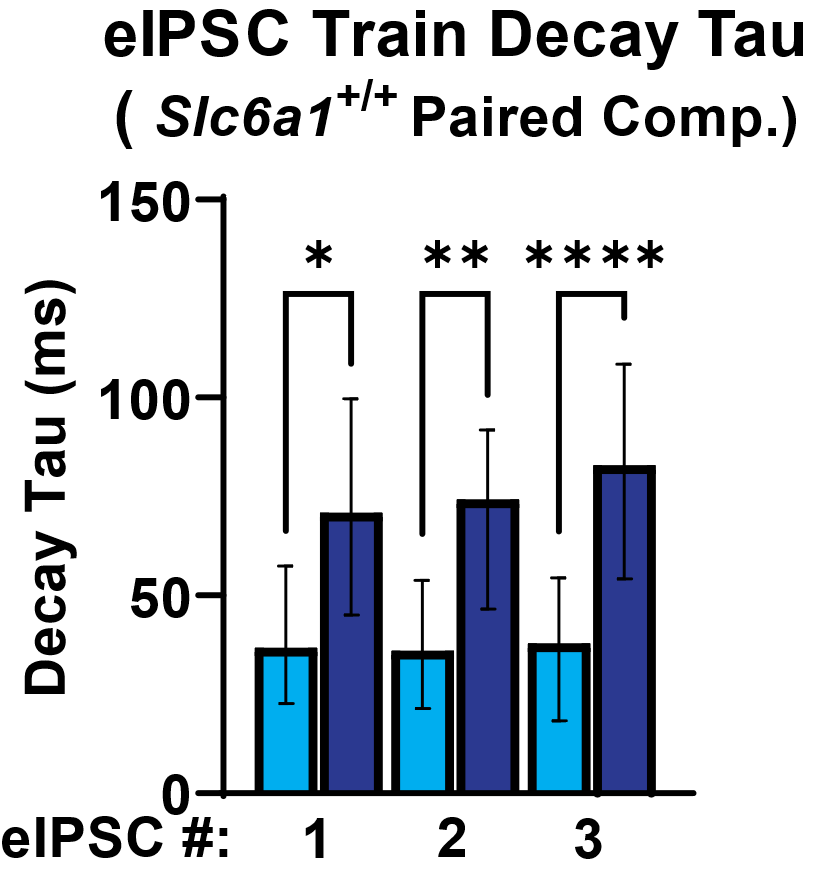 eIPSC Train Decay Tau
( Slc6a1+/+ Paired Comp.)
150
* ** ****
100
Decay Tau (ms)
50
0
eIPSC #: 1 2 3